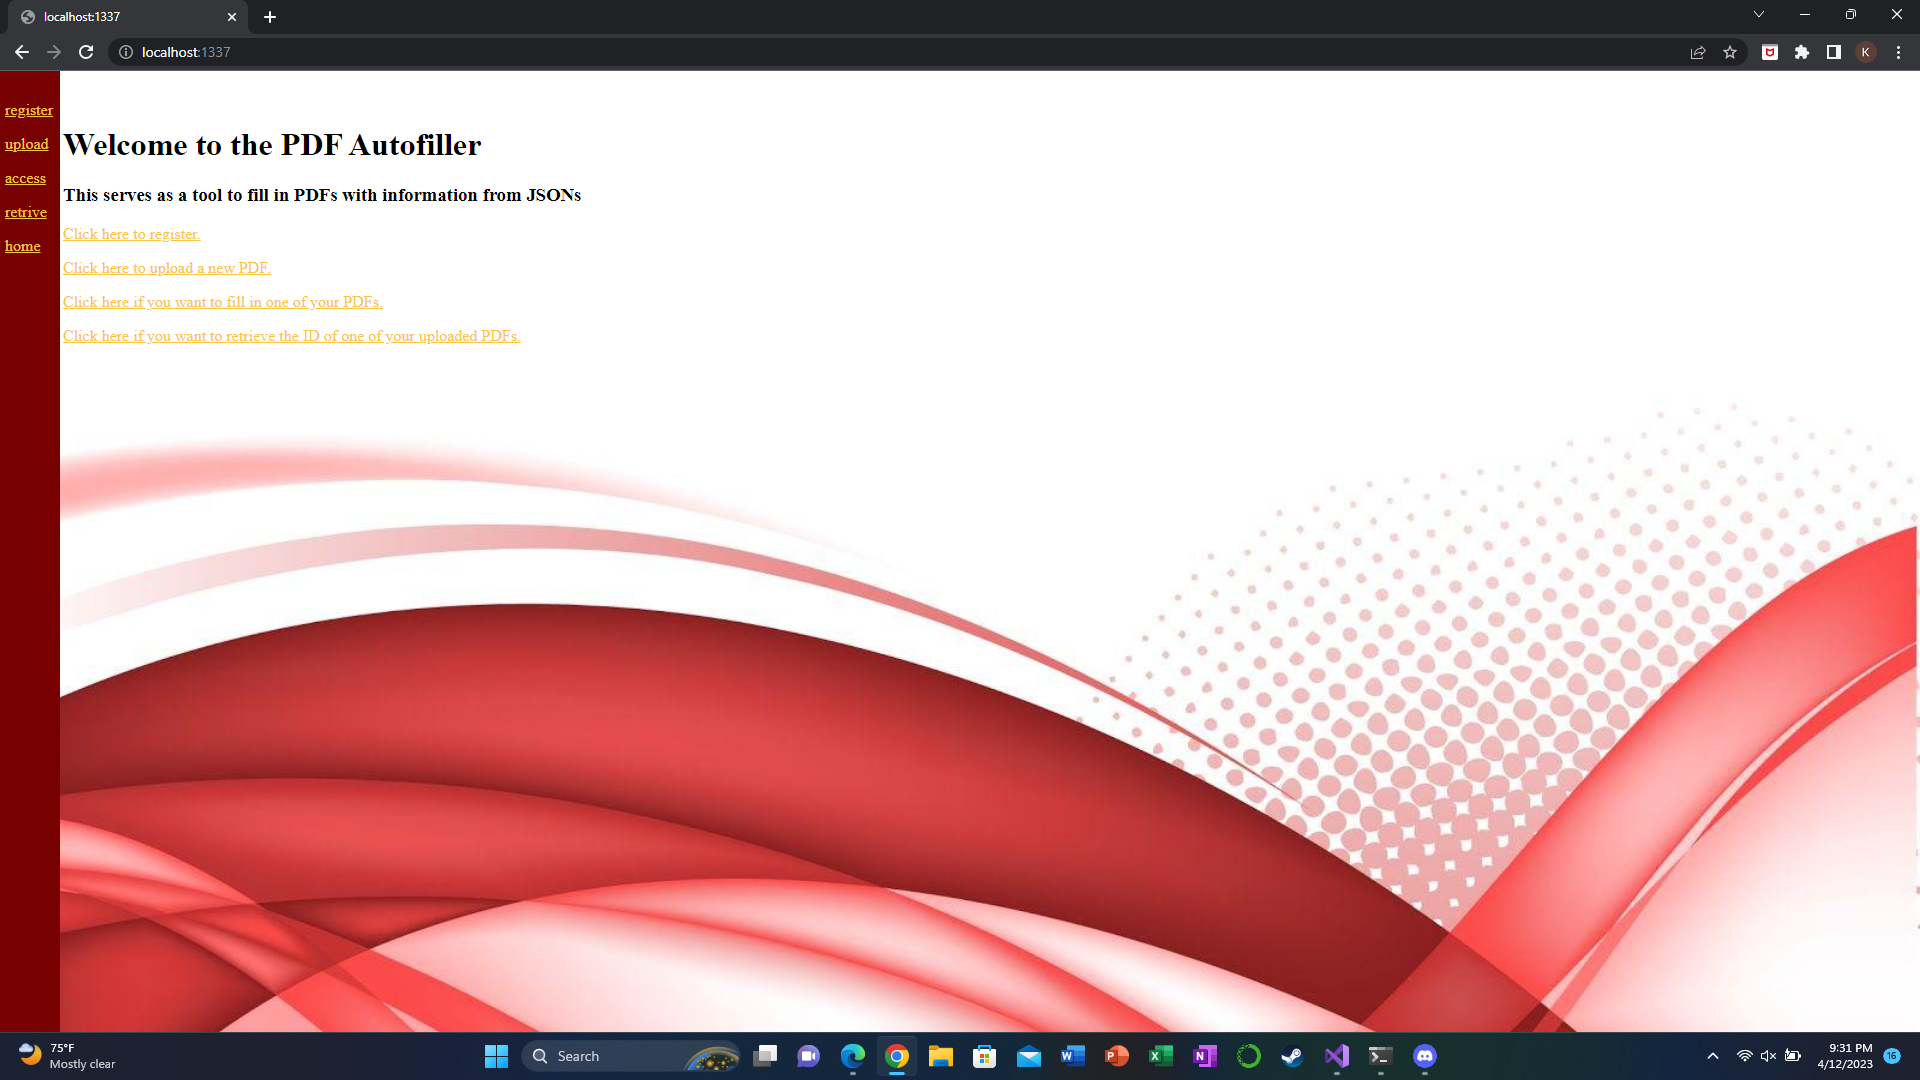 localhost:1337
localhost:1337
K
register
upload
access
retrive
home
Welcome to the PDF Autofiller
This serves as a tool to fill in PDFs with information from JSONs
Click here to register.
Click here to upload a new PDF.
Click here if you want to fill in one of your PDFs.
Click here if you want to retrieve the ID of one of your uploaded PDFs.
75°F
Mostly clear
Search
W
P
X
N
9:31 PM
4/12/2023
16